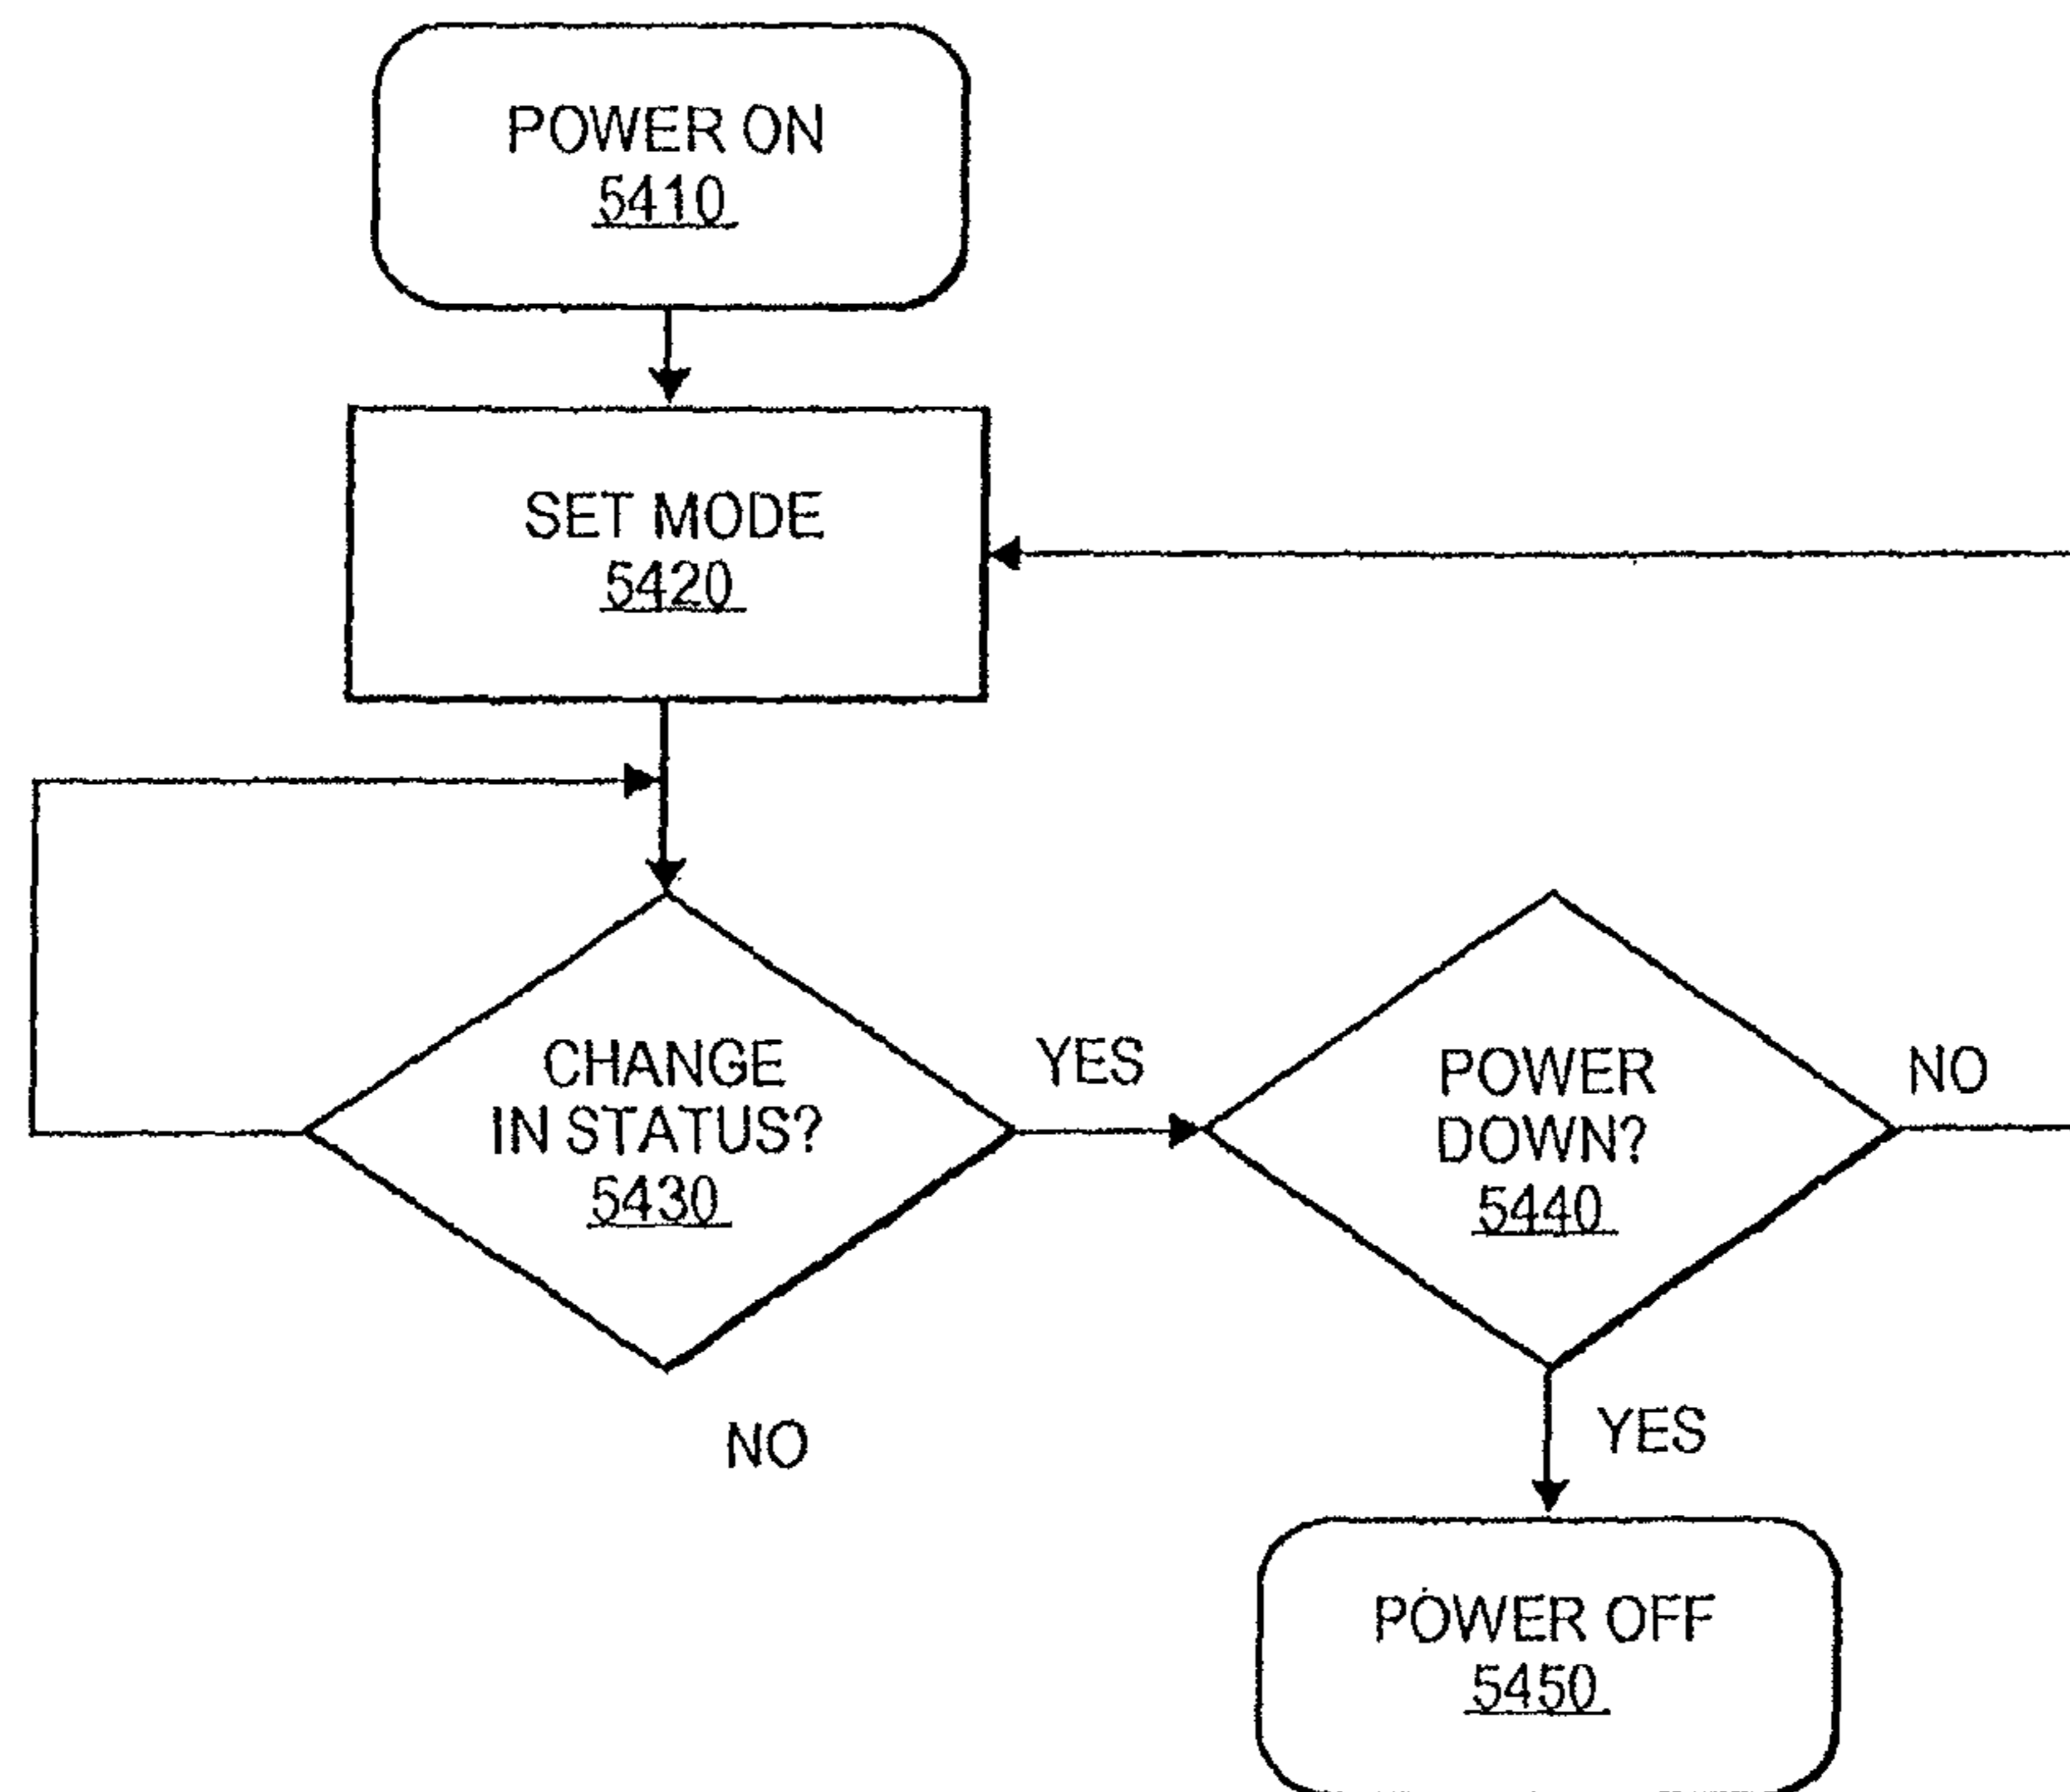 POWER ON
5410
SET MODE
5420
CHANGE
IN STATUS?
5430
YES
POWER
DOWN?
5440
NO
NO
YES
POWER OFF
5450